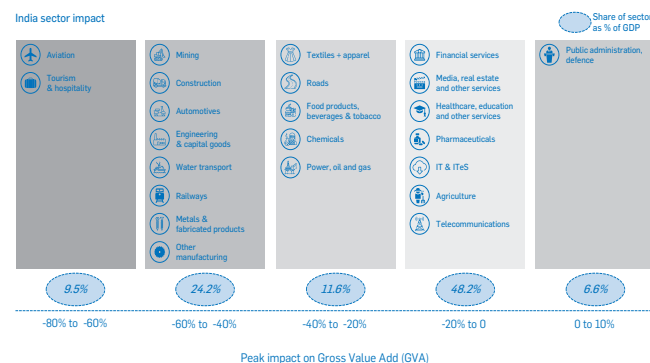 India sector impact
Share of sector
as % of GDP
Aviation
Tourism
& hospitality
Mining
Construction
Automotives
Engineering
& capital goods
Water transport
Railways
Metals &
fabricated products
Other
manufacturing
Textiles + apparel
Roads
Food products,
beverages & tobacco
Chemicals
Power, oil and gas
Financial services
Media, real estate
and other services
Healthcare, education
and other services
Pharmaceuticals
IT & ITeS
Agriculture
Telecommunications
Public administration,
defence
9.5%
24.2%
11.6%
48.2%
6.6%
-80% to -60%
-60% to -40%
-40% to -20%
-20% to 0
0 to 10%
Peak impact on Gross Value Add (GVA)